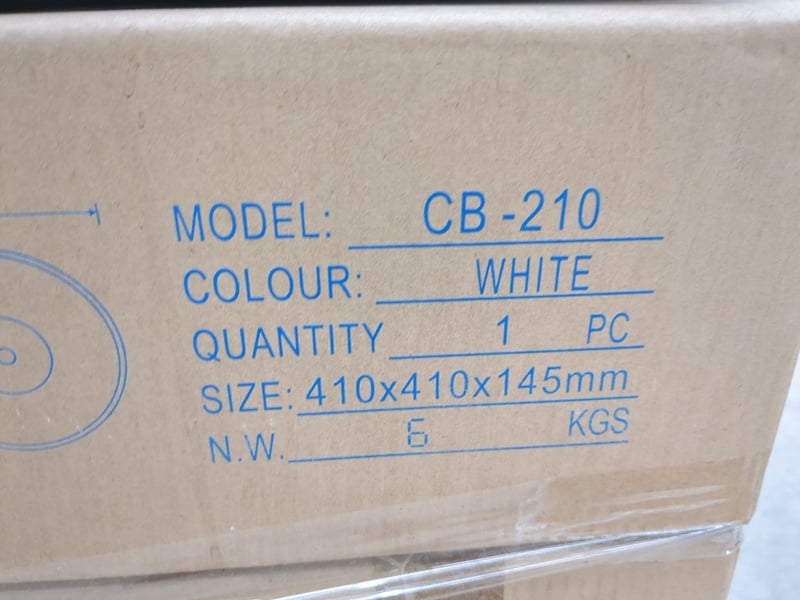 MODEL: CB-210
COLOUR: WHITE
QUANTITY 1 PC
SIZE: 410x410x145mm
N.W. 6 KGS